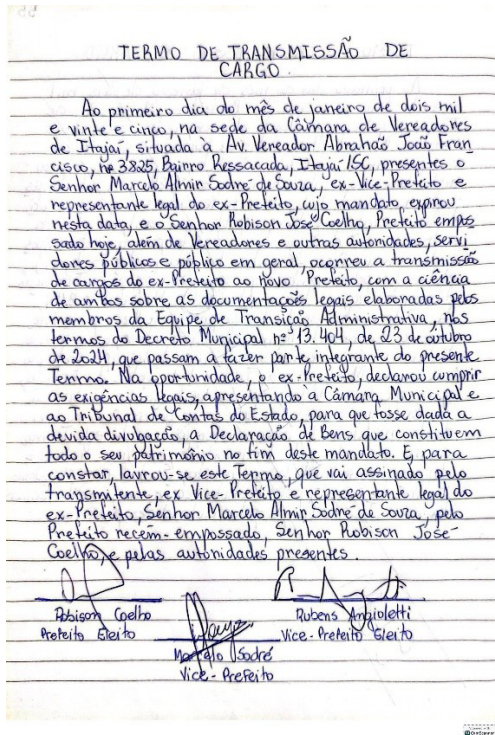 TERMO DE TRANSMISSÃO DE
CARGO.
Ao primeiro dia do mês de janeiro de dois mil
e vinte e cinco, na sede da Câmara de Vereadores
de Itajaí, situada à Av. Vereador Abrahão João Fran
cisco, nº 3825, Bairro Ressacada, Itajaí/SC, presentes o
Senhor Marcelo Almir Sodré de Souza, ex-Vice-Prefeito e
representante legal do ex-Prefeito, cujo mandato, expirou
nesta data, e o Senhor Robison José Coelho, Prefeito empos
sado hoje, além de Vereadores e outras autoridades, servi
dores públicos e público em geral, ocorreu a transmissão
de cargos do ex-Prefeito ao novo Prefeito, com a ciência
de ambos sobre as documentações legais elaboradas pelos
membros da Equipe de Transição Administrativa, nos
termos do Decreto Municipal nº 13.404, de 23 de outubro
de 2024, que passam a fazer parte integrante do presente
Termo. Na oportunidade, o ex-Prefeito, declarou cumprir
as exigências legais, apresentando à Câmara Municipal e
ao Tribunal de Contas do Estado, para que fosse dada a
devida divulgação, a Declaração de Bens que constituem
todo o seu patrimônio no fim deste mandato. E, para
constar, lavrou-se este Termo, que vai assinado pelo
transmitente, ex Vice-Prefeito e representante legal do
ex-Prefeito, Senhor Marcelo Almir Sodré de Souza, pelo
Prefeito recém-empossado, Senhor Robison José
Coelho, e pelas autoridades presentes.
Robison Coelho
Prefeito Eleito
Rubens Angioletti
Vice-Prefeito Eleito
Marcelo Sodré
Vice-Prefeito
CamScanner